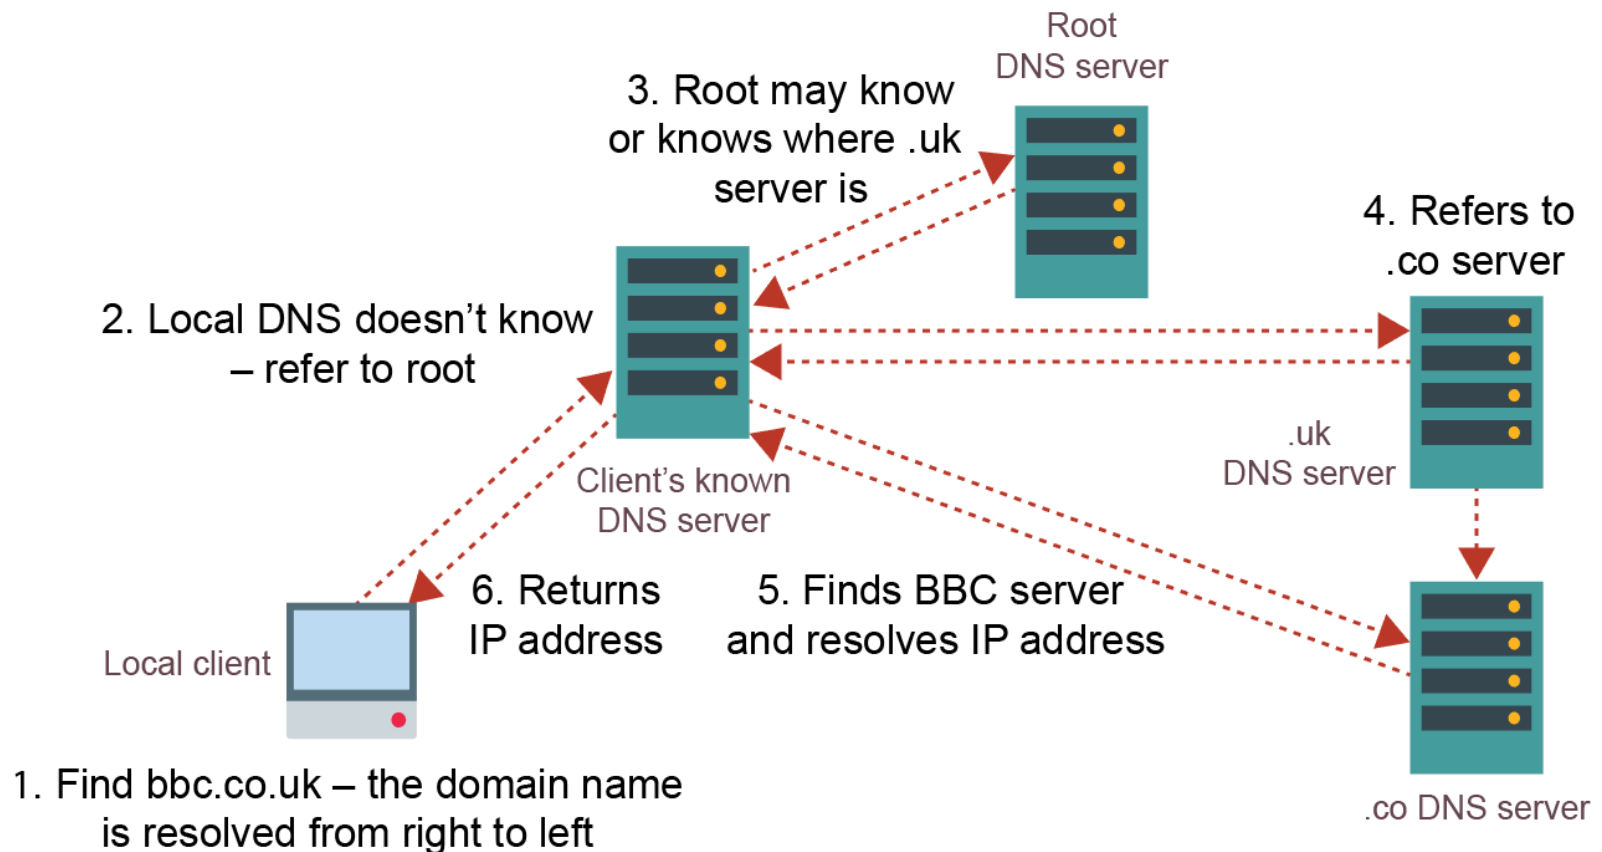 Root
DNS server
3. Root may know
or knows where .uk
server is
4. Refers to
.co server
2. Local DNS doesn’t know
– refer to root
.uk
DNS server
Client’s known
DNS server
6. Returns
IP address
5. Finds BBC server
and resolves IP address
Local client
1. Find bbc.co.uk – the domain name
is resolved from right to left
.co DNS server